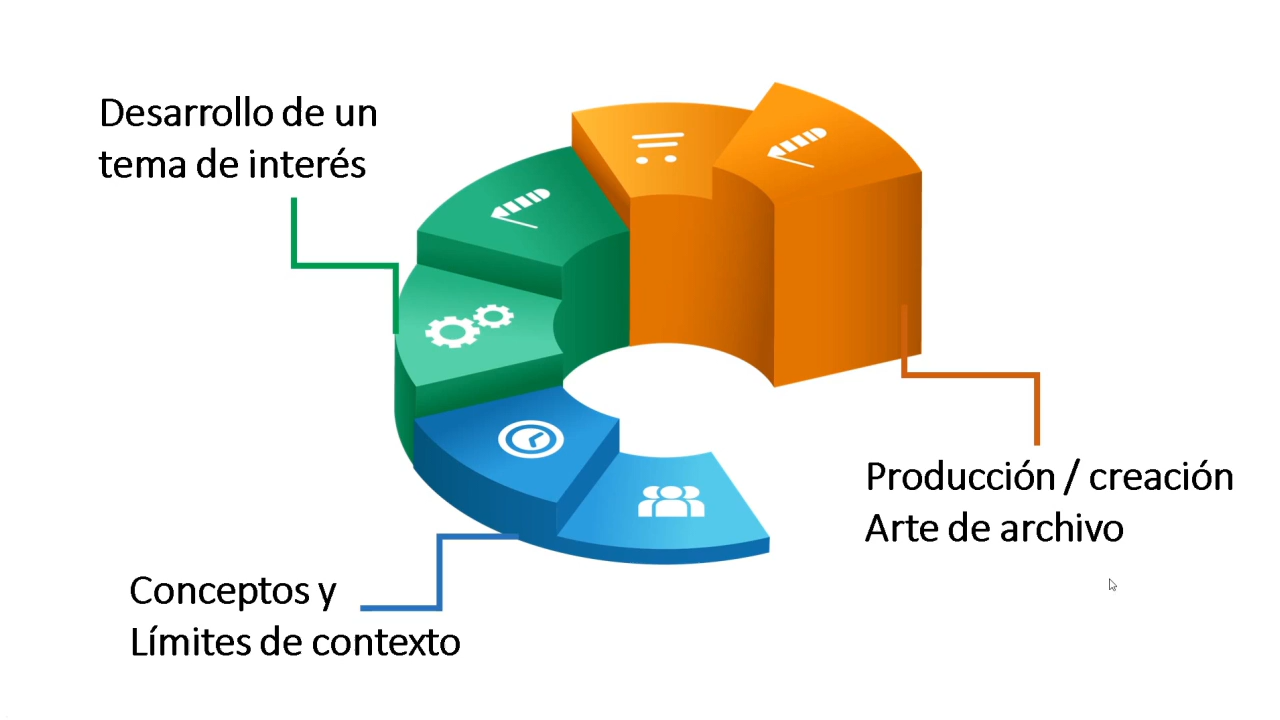 Desarrollo de un
tema de interés
Producción / creación
Arte de archivo
Conceptos y
Límites de contexto